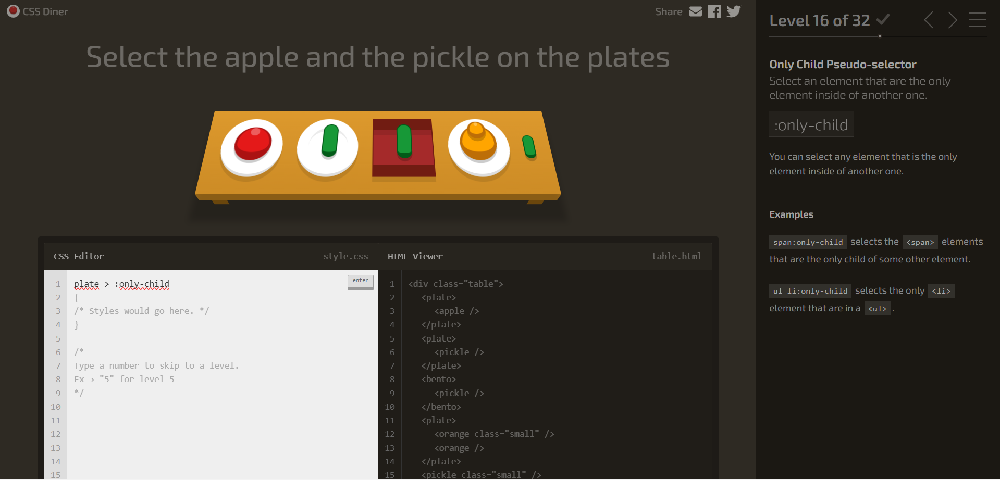 CSS Diner
Share
Select the apple and the pickle on the plates
CSS Editor style.css
1 plate > :only-child
enter
2 {
3 /* Styles would go here. */
4 }
5
6 /*
7 Type a number to skip to a level.
8 Ex → "5" for level 5
9 */
10
11
12
13
14
15
HTML Viewer table.html
1 <div class="table">
2 <plate>
3 <apple />
4 </plate>
5 <plate>
6 <pickle />
7 </plate>
8 <bento>
9 <pickle />
10 </bento>
11 <plate>
12 <orange class="small" />
13 <orange />
14 </plate>
15 <pickle class="small" />
Level 16 of 32
Only Child Pseudo-selector
Select an element that are the only
element inside of another one.
:only-child
You can select any element that is the only
element inside of another one.
Examples
span:only-child selects the <span> elements
that are the only child of some other element.
ul li:only-child selects the only <li>
element that are in a <ul>.